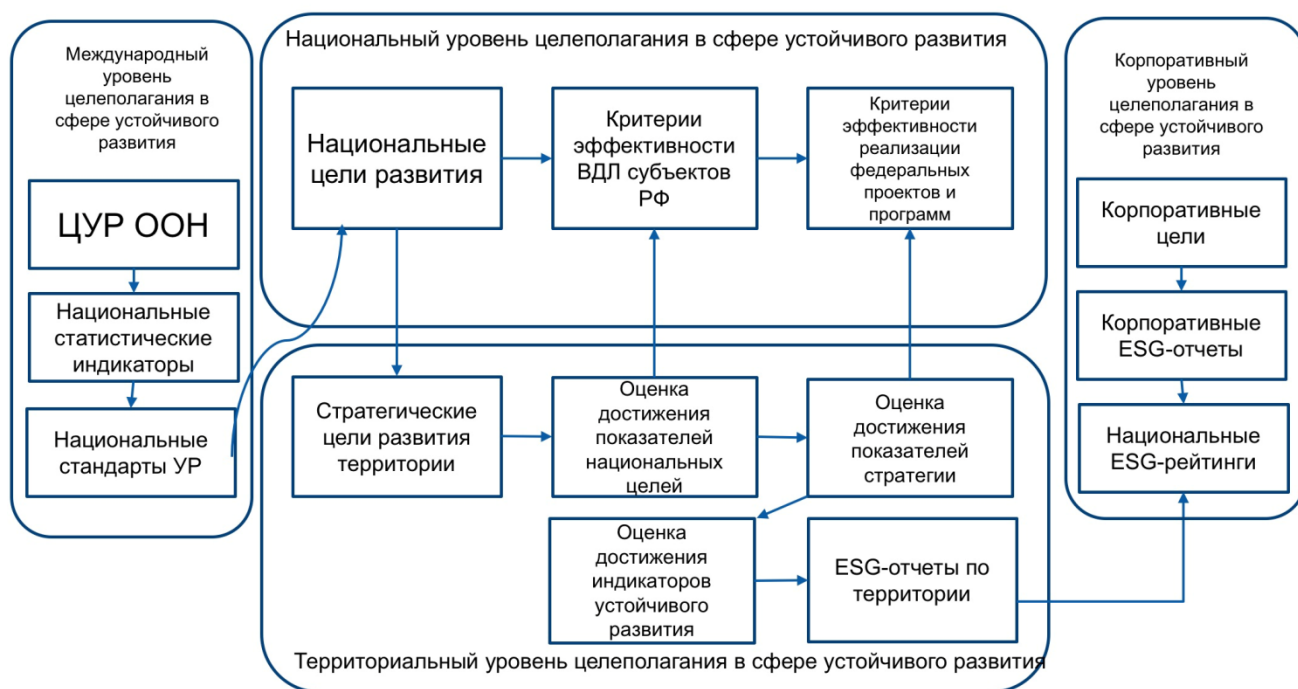 Международный
уровень
целеполагания в
сфере устойчивого
развития
ЦУР ООН
Национальные
статистические
индикаторы
Национальные
стандарты УР
Национальный уровень целеполагания в сфере устойчивого развития
Национальные
цели развития
Критерии
эффективности
ВДЛ субъектов
РФ
Критерии
эффективности
реализации
федеральных
проектов и
программ
Стратегические
цели развития
территории
Оценка
достижения
показателей
национальных
целей
Оценка
достижения
показателей
стратегии
Оценка
достижения
индикаторов
устойчивого
развития
ESG-отчеты по
территории
Территориальный уровень целеполагания в сфере устойчивого развития
Корпоративный
уровень
целеполагания в
сфере устойчивого
развития
Корпоративные
цели
Корпоративные
ESG-отчеты
Национальные
ESG-рейтинги